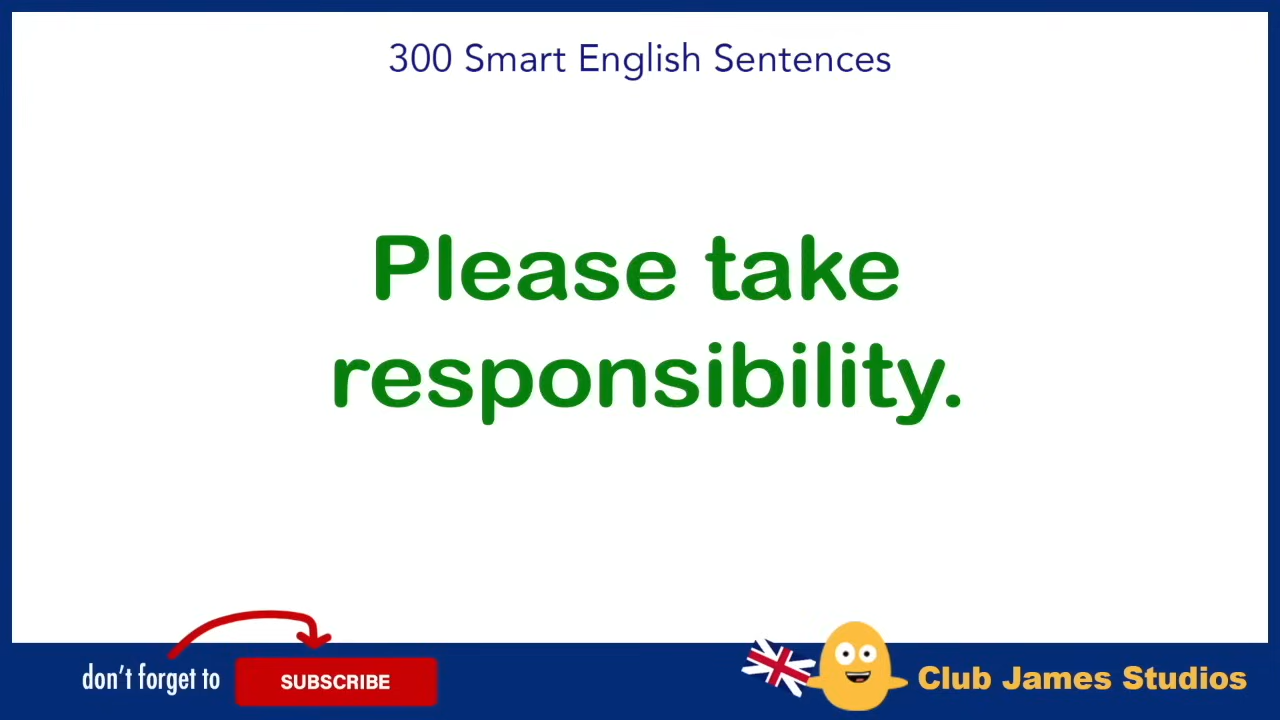 300 Smart English Sentences
Please take
responsibility.
don't forget to
SUBSCRIBE
Club James Studios